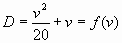 D = v²/20 + v = f(v)